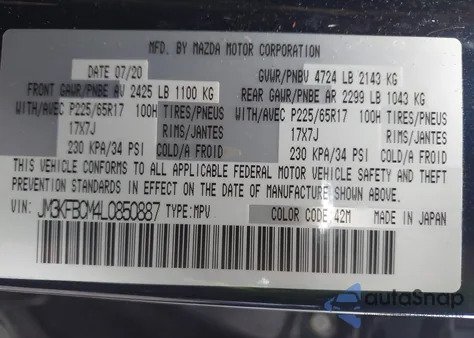 MFD. BY MAZDA MOTOR CORPORATION
DATE 07/20 GVWR/PNBV 4724 LB 2143 KG
FRONT GAWR/PNBE AV 2425 LB 1100 KG REAR GAWR/PNBE AR 2299 LB 1043 KG
WITH/AVEC P225/65R17 100H TIRES/PNEUS WITH/AVEC P225/65R17 100H TIRES/PNEUS
17X7J RIMS/JANTES 17X7J RIMS/JANTES
230 KPA/34 PSI COLD/A FROID 230 KPA/34 PSI COLD/A FROID
THIS VEHICLE CONFORMS TO ALL APPLICABLE FEDERAL MOTOR VEHICLE SAFETY AND THEFT
PREVENTION STANDARDS IN EFFECT ON THE DATE OF MANUFACTURE SHOWN ABOVE.
VIN: JM3KFBCM4L0850887 TYPE:MPV COLOR CODE:42M MADE IN JAPAN
autoSnap